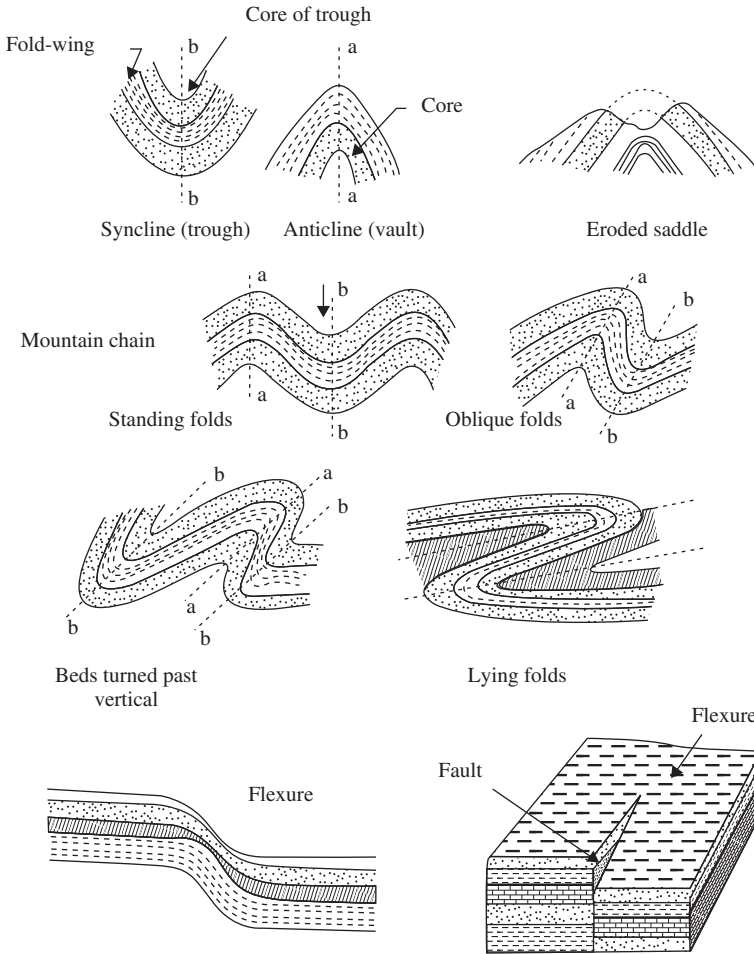 Core of trough
Fold-wing
b
a
Core
b
a
Syncline (trough)
Anticline (vault)
Eroded saddle
a
b
a
b
Mountain chain
a
a
b
b
Standing folds
Oblique folds
b
a
b
a
b
b
Beds turned past
vertical
Lying folds
Flexure
Fault
Flexure